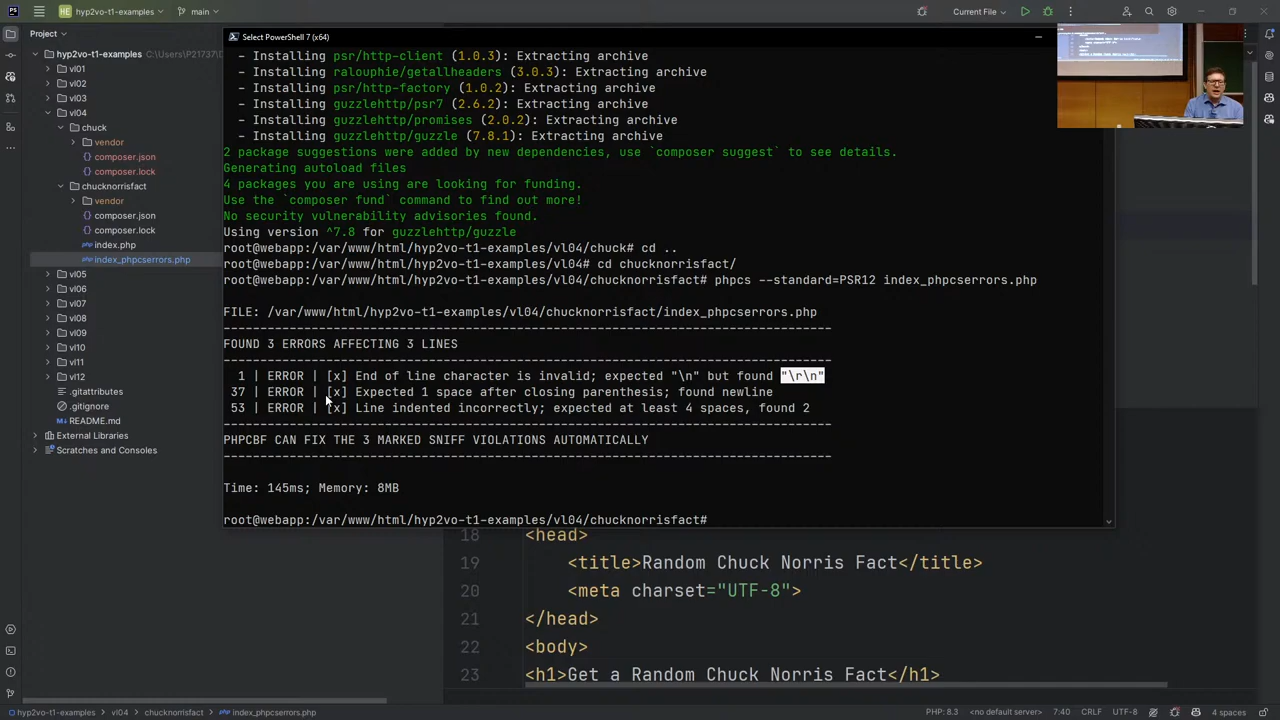 PS
HE hyp2vo-t1-examples
main
Current File
Project
hyp2vo-t1-examples C:\Users\P21737\D
vl01
vl02
vl03
vl04
chuck
vendor
composer.json
composer.lock
chucknorrisfact
vendor
composer.json
composer.lock
index.php
index_phpcserrors.php
vl05
vl06
vl07
vl08
vl09
vl10
vl11
vl12
.gitattributes
.gitignore
README.md
External Libraries
Scratches and Consoles
Select PowerShell 7 (x64)
- Installing psr/http-client (1.0.3): Extracting archive
- Installing ralouphie/getallheaders (3.0.3): Extracting archive
- Installing psr/http-factory (1.0.2): Extracting archive
- Installing guzzlehttp/psr7 (2.6.2): Extracting archive
- Installing guzzlehttp/promises (2.0.2): Extracting archive
- Installing guzzlehttp/guzzle (7.8.1): Extracting archive
2 package suggestions were added by new dependencies, use `composer suggest` to see details.
Generating autoload files
4 packages you are using are looking for funding.
Use the `composer fund` command to find out more!
No security vulnerability advisories found.
Using version ^7.8 for guzzlehttp/guzzle
root@webapp:/var/www/html/hyp2vo-t1-examples/vl04/chuck# cd ..
root@webapp:/var/www/html/hyp2vo-t1-examples/vl04# cd chucknorrisfact/
root@webapp:/var/www/html/hyp2vo-t1-examples/vl04/chucknorrisfact# phpcs --standard=PSR12 index_phpcserrors.php
FILE: /var/www/html/hyp2vo-t1-examples/vl04/chucknorrisfact/index_phpcserrors.php
---------------------------------------------------------------------------
FOUND 3 ERRORS AFFECTING 3 LINES
---------------------------------------------------------------------------
1 | ERROR | [x] End of line character is invalid; expected "\n" but found "\r\n"
37 | ERROR | [x] Expected 1 space after closing parenthesis; found newline
53 | ERROR | [x] Line indented incorrectly; expected at least 4 spaces, found 2
---------------------------------------------------------------------------
PHPCBF CAN FIX THE 3 MARKED SNIFF VIOLATIONS AUTOMATICALLY
---------------------------------------------------------------------------
Time: 145ms; Memory: 8MB
root@webapp:/var/www/html/hyp2vo-t1-examples/vl04/chucknorrisfact#
18 <head>
19 <title>Random Chuck Norris Fact</title>
20 <meta charset="UTF-8">
21 </head>
22 <body>
23 <h1>Get a Random Chuck Norris Fact</h1>
hyp2vo-t1-examples > vl04 > chucknorrisfact > index_phpcserrors.php
PHP: 8.3 <no default server> 7:40 CRLF UTF-8 4 spaces